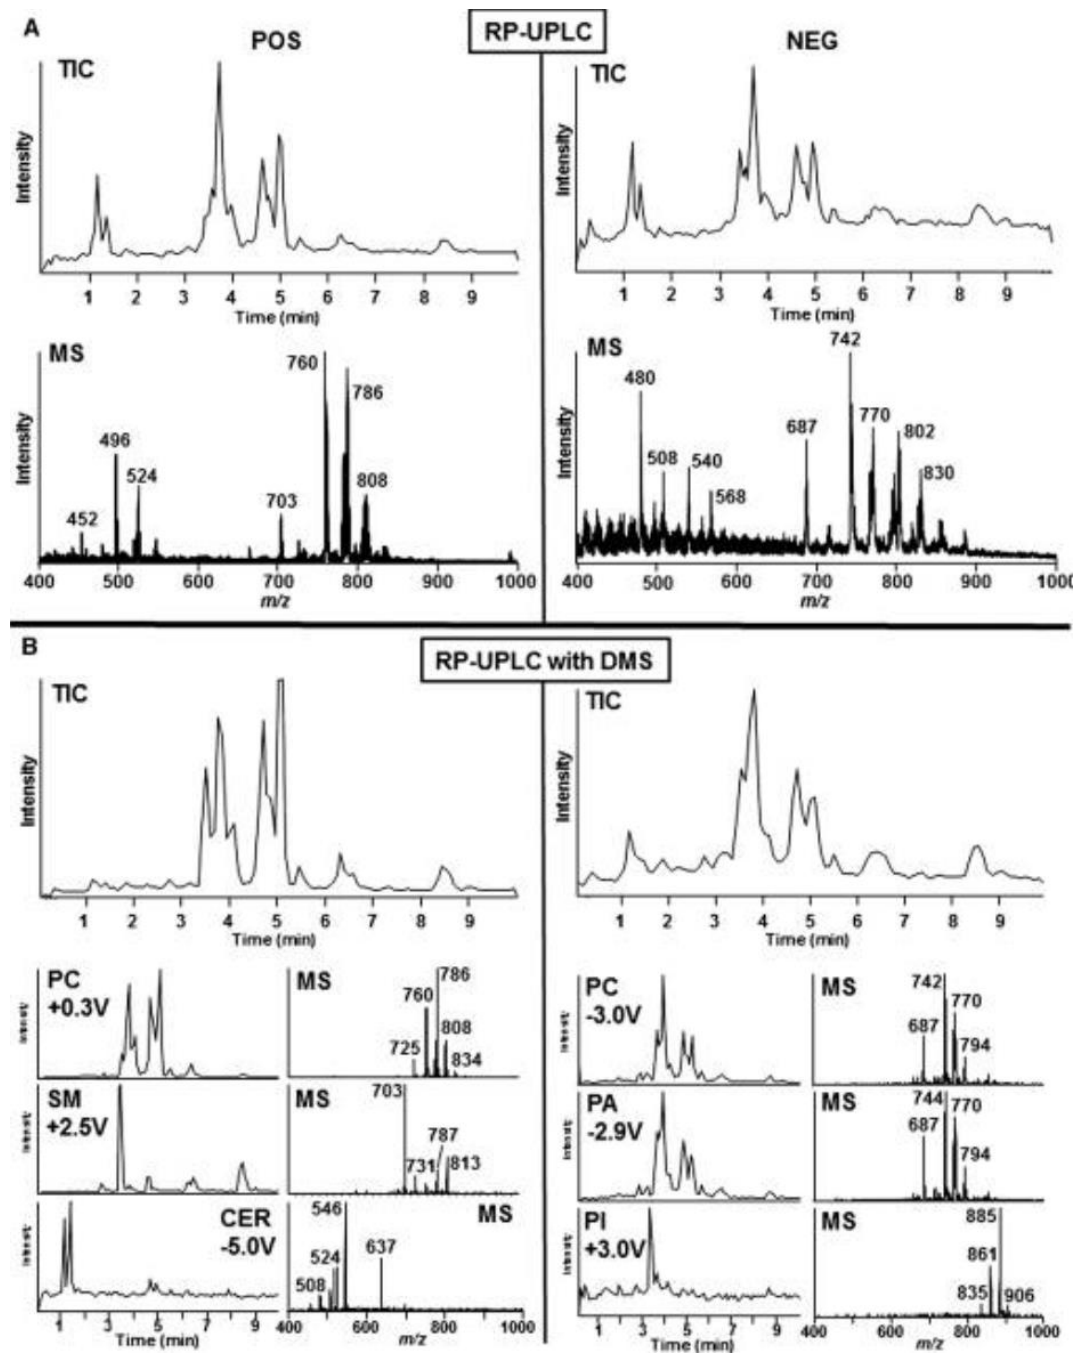 A
RP-UPLC
POS
NEG
TIC
Intensity
1 2 3 4 5 6 7 8 9
Time (min)
TIC
Intensity
1 2 3 4 5 6 7 8 9
Time (min)
MS
Intensity
452
496
524
703
760
786
808
400 500 600 700 800 900 1000
m/z
MS
Intensity
480
508
540
568
687
742
770
802
830
400 500 600 700 800 900 1000
m/z
B
RP-UPLC with DMS
TIC
Intensity
1 2 3 4 5 6 7 8 9
Time (min)
TIC
Intensity
1 2 3 4 5 6 7 8 9
Time (min)
PC
+0.3V
Intensity
MS
725
760
786
808
834
SM
+2.5V
Intensity
MS
703
731
787
813
CER
-5.0V
Intensity
1 3 5 7 9
Time (min)
MS
508
524
546
637
400 600 800 1000
m/z
PC
-3.0V
Intensity
MS
687
742
770
794
PA
-2.9V
Intensity
MS
687
744
770
794
PI
+3.0V
Intensity
1 3 5 7 9
Time (min)
MS
835
861
885
906
400 600 800 1000
m/z